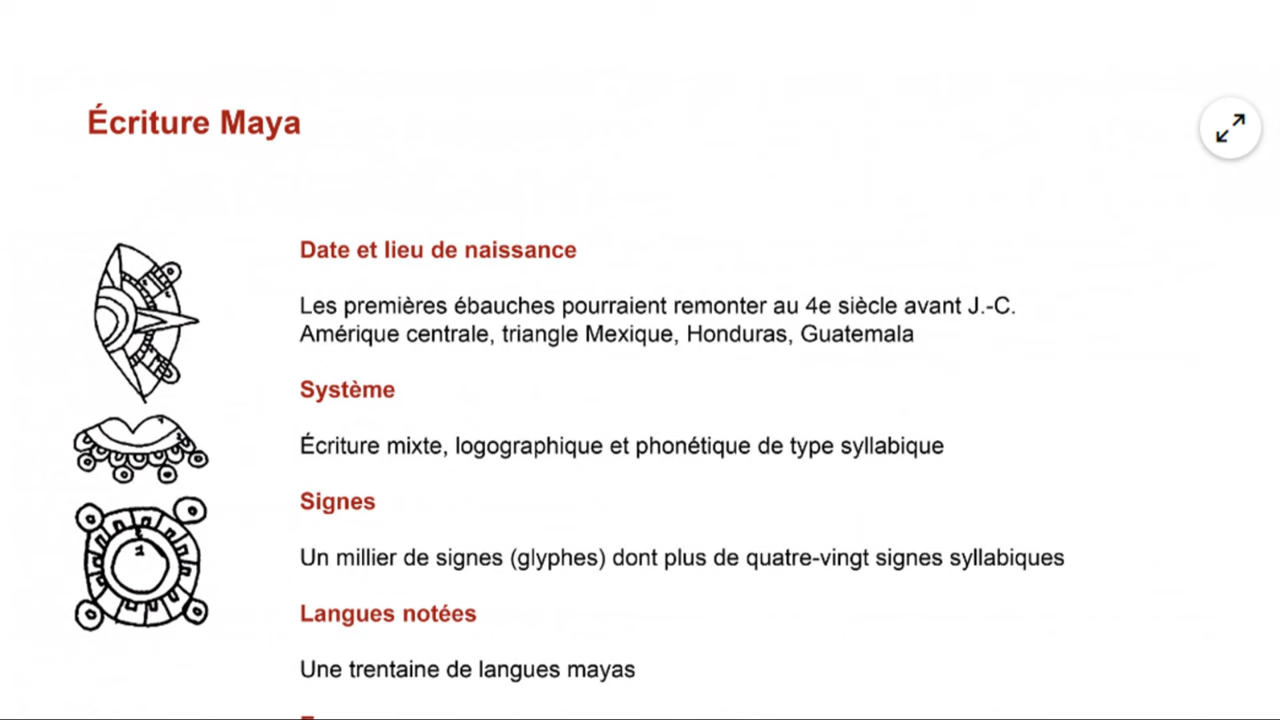 Écriture Maya
Date et lieu de naissance
Les premières ébauches pourraient remonter au 4e siècle avant J.-C.
Amérique centrale, triangle Mexique, Honduras, Guatemala
Système
Écriture mixte, logographique et phonétique de type syllabique
Signes
Un millier de signes (glyphes) dont plus de quatre-vingt signes syllabiques
Langues notées
Une trentaine de langues mayas